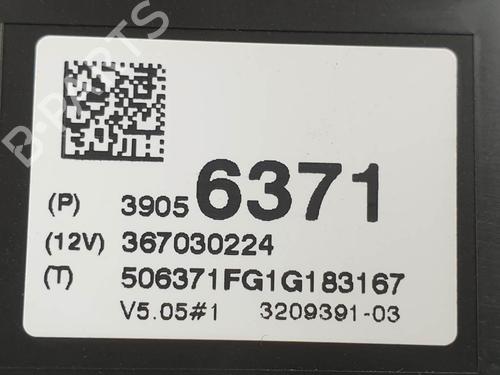 B-PARTS
(P) 3905 6371
(12V) 367030224
(T) 506371FG1G183167
V5.05#1 3209391-03